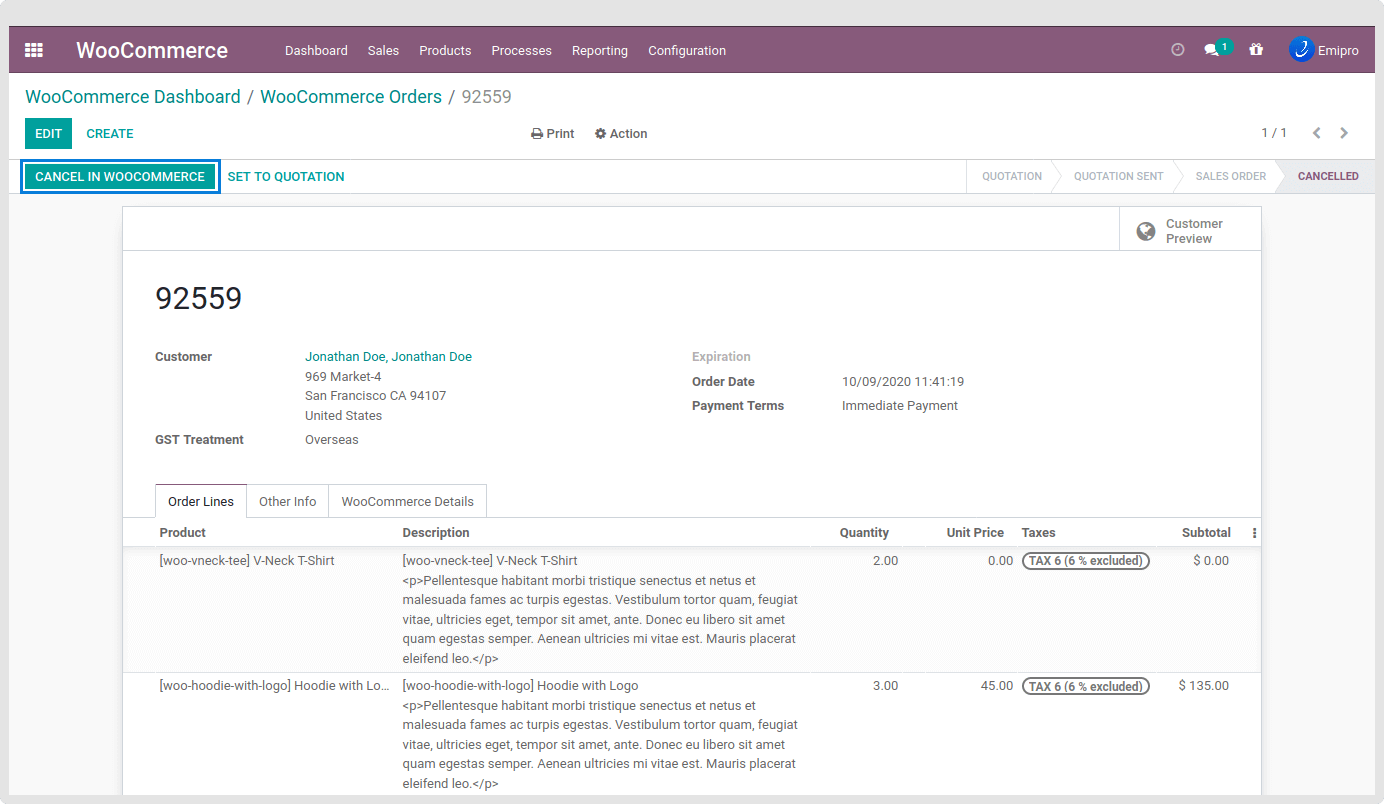 WooCommerce Dashboard Sales Products Processes Reporting Configuration 1 Emipro
WooCommerce Dashboard / WooCommerce Orders / 92559
EDIT CREATE Print Action 1 / 1
CANCEL IN WOOCOMMERCE SET TO QUOTATION QUOTATION QUOTATION SENT SALES ORDER CANCELLED
Customer
Preview
92559
Customer Jonathan Doe, Jonathan Doe Expiration
969 Market-4 Order Date 10/09/2020 11:41:19
San Francisco CA 94107 Payment Terms Immediate Payment
United States
GST Treatment Overseas
Order Lines Other Info WooCommerce Details
Product Description Quantity Unit Price Taxes Subtotal
[woo-vneck-tee] V-Neck T-Shirt [woo-vneck-tee] V-Neck T-Shirt 2.00 0.00 TAX 6 (6 % excluded) $ 0.00
<p>Pellentesque habitant morbi tristique senectus et netus et
malesuada fames ac turpis egestas. Vestibulum tortor quam, feugiat
vitae, ultricies eget, tempor sit amet, ante. Donec eu libero sit amet
quam egestas semper. Aenean ultricies mi vitae est. Mauris placerat
eleifend leo.</p>
[woo-hoodie-with-logo] Hoodie with Lo... [woo-hoodie-with-logo] Hoodie with Logo 3.00 45.00 TAX 6 (6 % excluded) $ 135.00
<p>Pellentesque habitant morbi tristique senectus et netus et
malesuada fames ac turpis egestas. Vestibulum tortor quam, feugiat
vitae, ultricies eget, tempor sit amet, ante. Donec eu libero sit amet
quam egestas semper. Aenean ultricies mi vitae est. Mauris placerat
eleifend leo.</p>